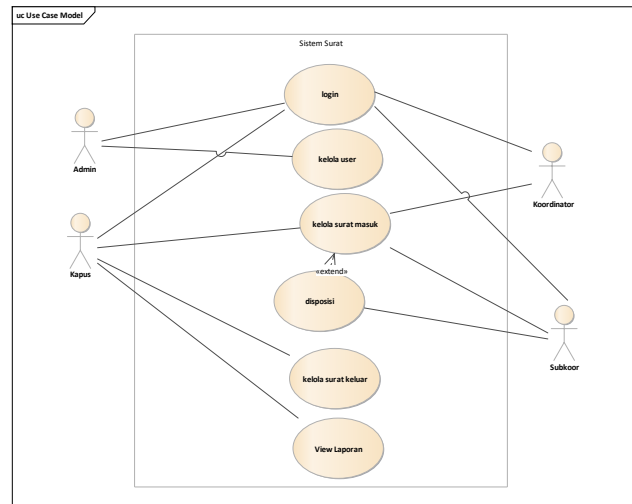 uc Use Case Model
Sistem Surat
login
Admin
kelola user
Koordinator
kelola surat masuk
Kapus
«extend»
disposisi
Subkoor
kelola surat keluar
View Laporan